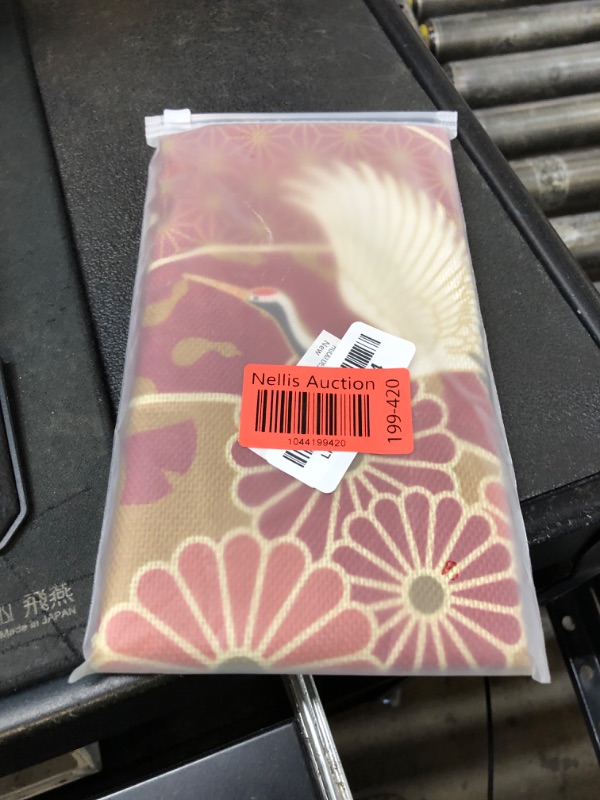 Nellis Auction
1044199420
199-420
New
飛燕
Made in JAPAN